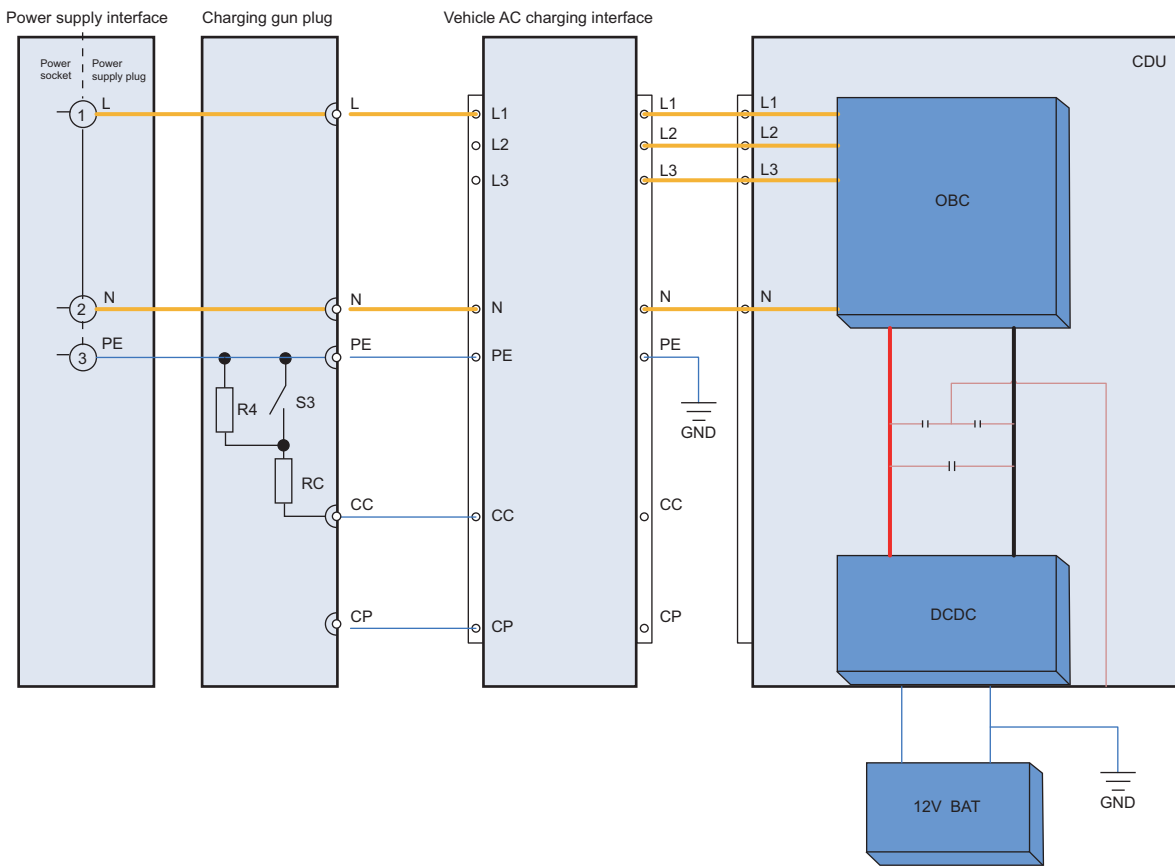 Power supply interface
Charging gun plug
Vehicle AC charging interface
CDU
Power
socket
Power
supply plug
1
L
L
L1
L1
L1
L2
L2
L2
L3
L3
L3
OBC
2
N
N
N
N
N
3
PE
PE
PE
PE
R4
S3
GND
RC
CC
CC
CC
CP
CP
CP
DCDC
12V BAT
GND